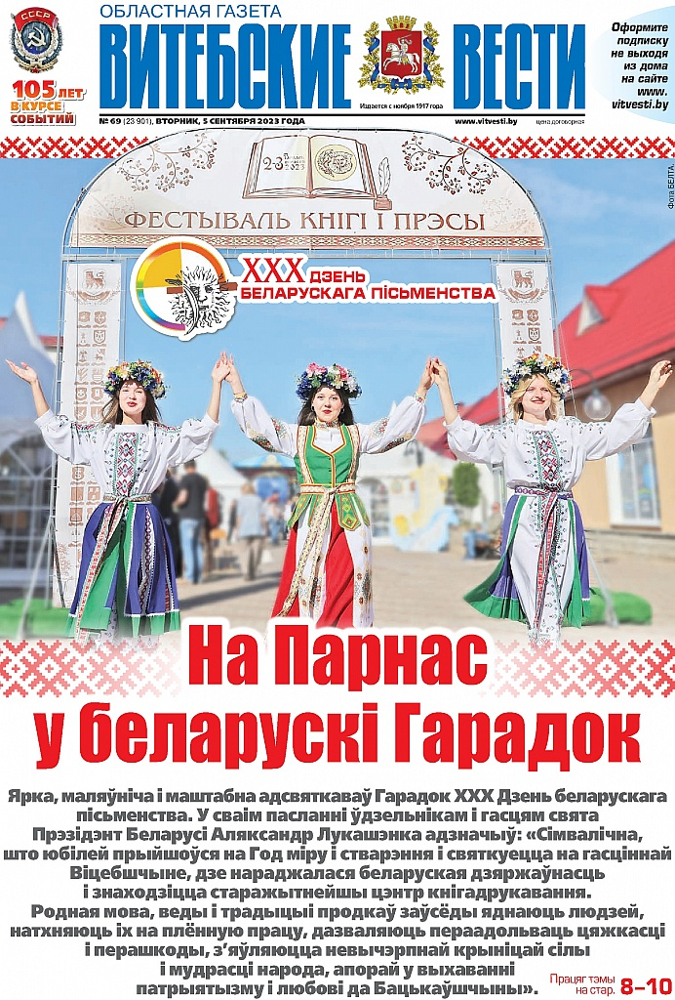 ОБЛАСТНАЯ ГАЗЕТА
ВИТЕБСКИЕ ВЕСТИ
СССР
105 ЛЕТ
В КУРСЕ
СОБЫТИЙ
Издается с ноября 1917 года
Оформите
подписку
не выходя
из дома
на сайте
www.
vitvesti.by
№ 69 (23 901), ВТОРНИК, 5 СЕНТЯБРЯ 2023 ГОДА
www.vitvesti.by
цена договорная
Фото БЕЛТА.
2-3
2023
ФЕСТЫВАЛЬ КНІГІ І ПРЭСЫ
XXX ДЗЕНЬ
БЕЛАРУСКАГА ПІСЬМЕНСТВА
На Парнас
у беларускі Гарадок
Ярка, маляўніча і маштабна адсвяткаваў Гарадок ХХХ Дзень беларускага
пісьменства. У сваім пасланні ўдзельнікам і гасцям свята
Прэзідэнт Беларусі Аляксандр Лукашэнка адзначыў: «Сімвалічна,
што юбілей прыйшоўся на Год міру і стварэння і святкуецца на гасціннай
Віцебшчыне, дзе нараджалася беларуская дзяржаўнасць
і знаходзіцца старажытнейшы цэнтр кнігадрукавання.
Родная мова, веды і традыцыі продкаў заўсёды яднаюць людзей,
натхняюць іх на плённую працу, дазваляюць пераадольваць цяжкасці
і перашкоды, з’яўляюцца невычэрпнай крыніцай сілы
і мудрасці народа, апорай у выхаванні
патрыятызму і любові да Бацькаўшчыны».
Працяг тэмы
на стар. 8–10